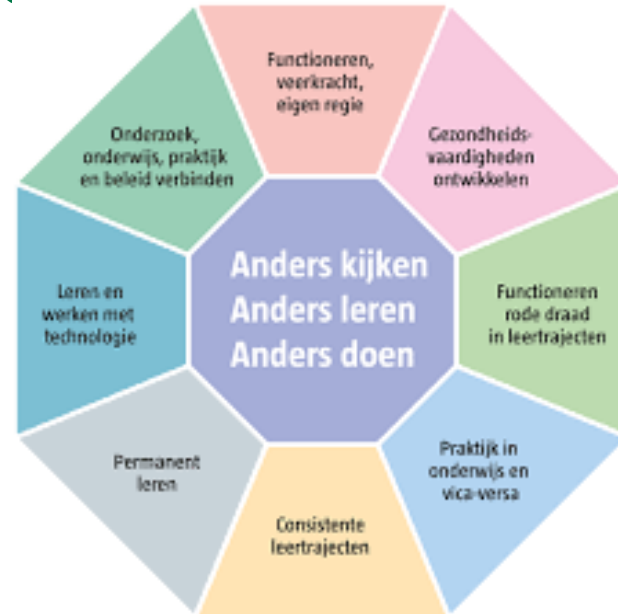 Functioneren,
veerkracht,
eigen regie
Gezondheids-
vaardigheden
ontwikkelen
Functioneren
rode draad
in leertrajecten
Praktijk in
onderwijs en
vica-versa
Consistente
leertrajecten
Permanent
leren
Leren en
werken met
technologie
Onderzoek,
onderwijs, praktijk
en beleid verbinden
Anders kijken
Anders leren
Anders doen